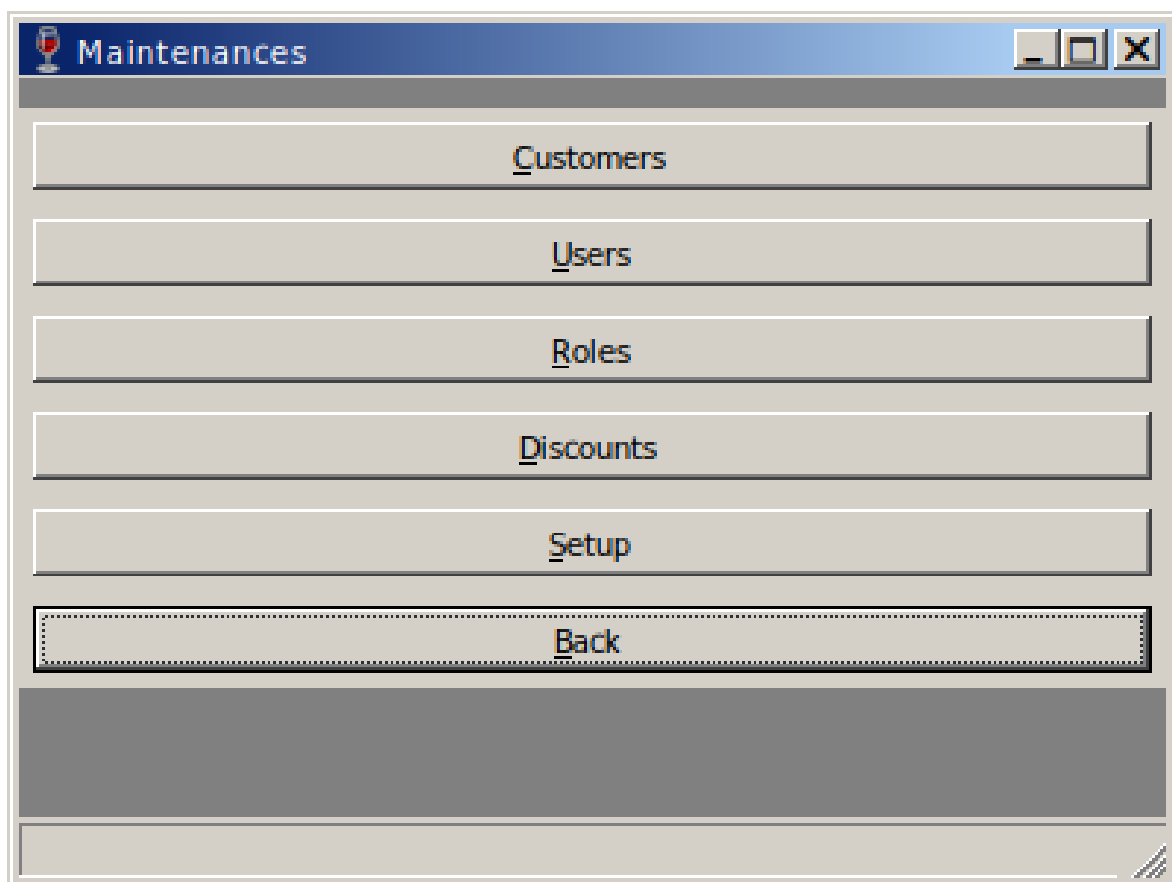 Maintenances
Customers
Users
Roles
Discounts
Setup
Back